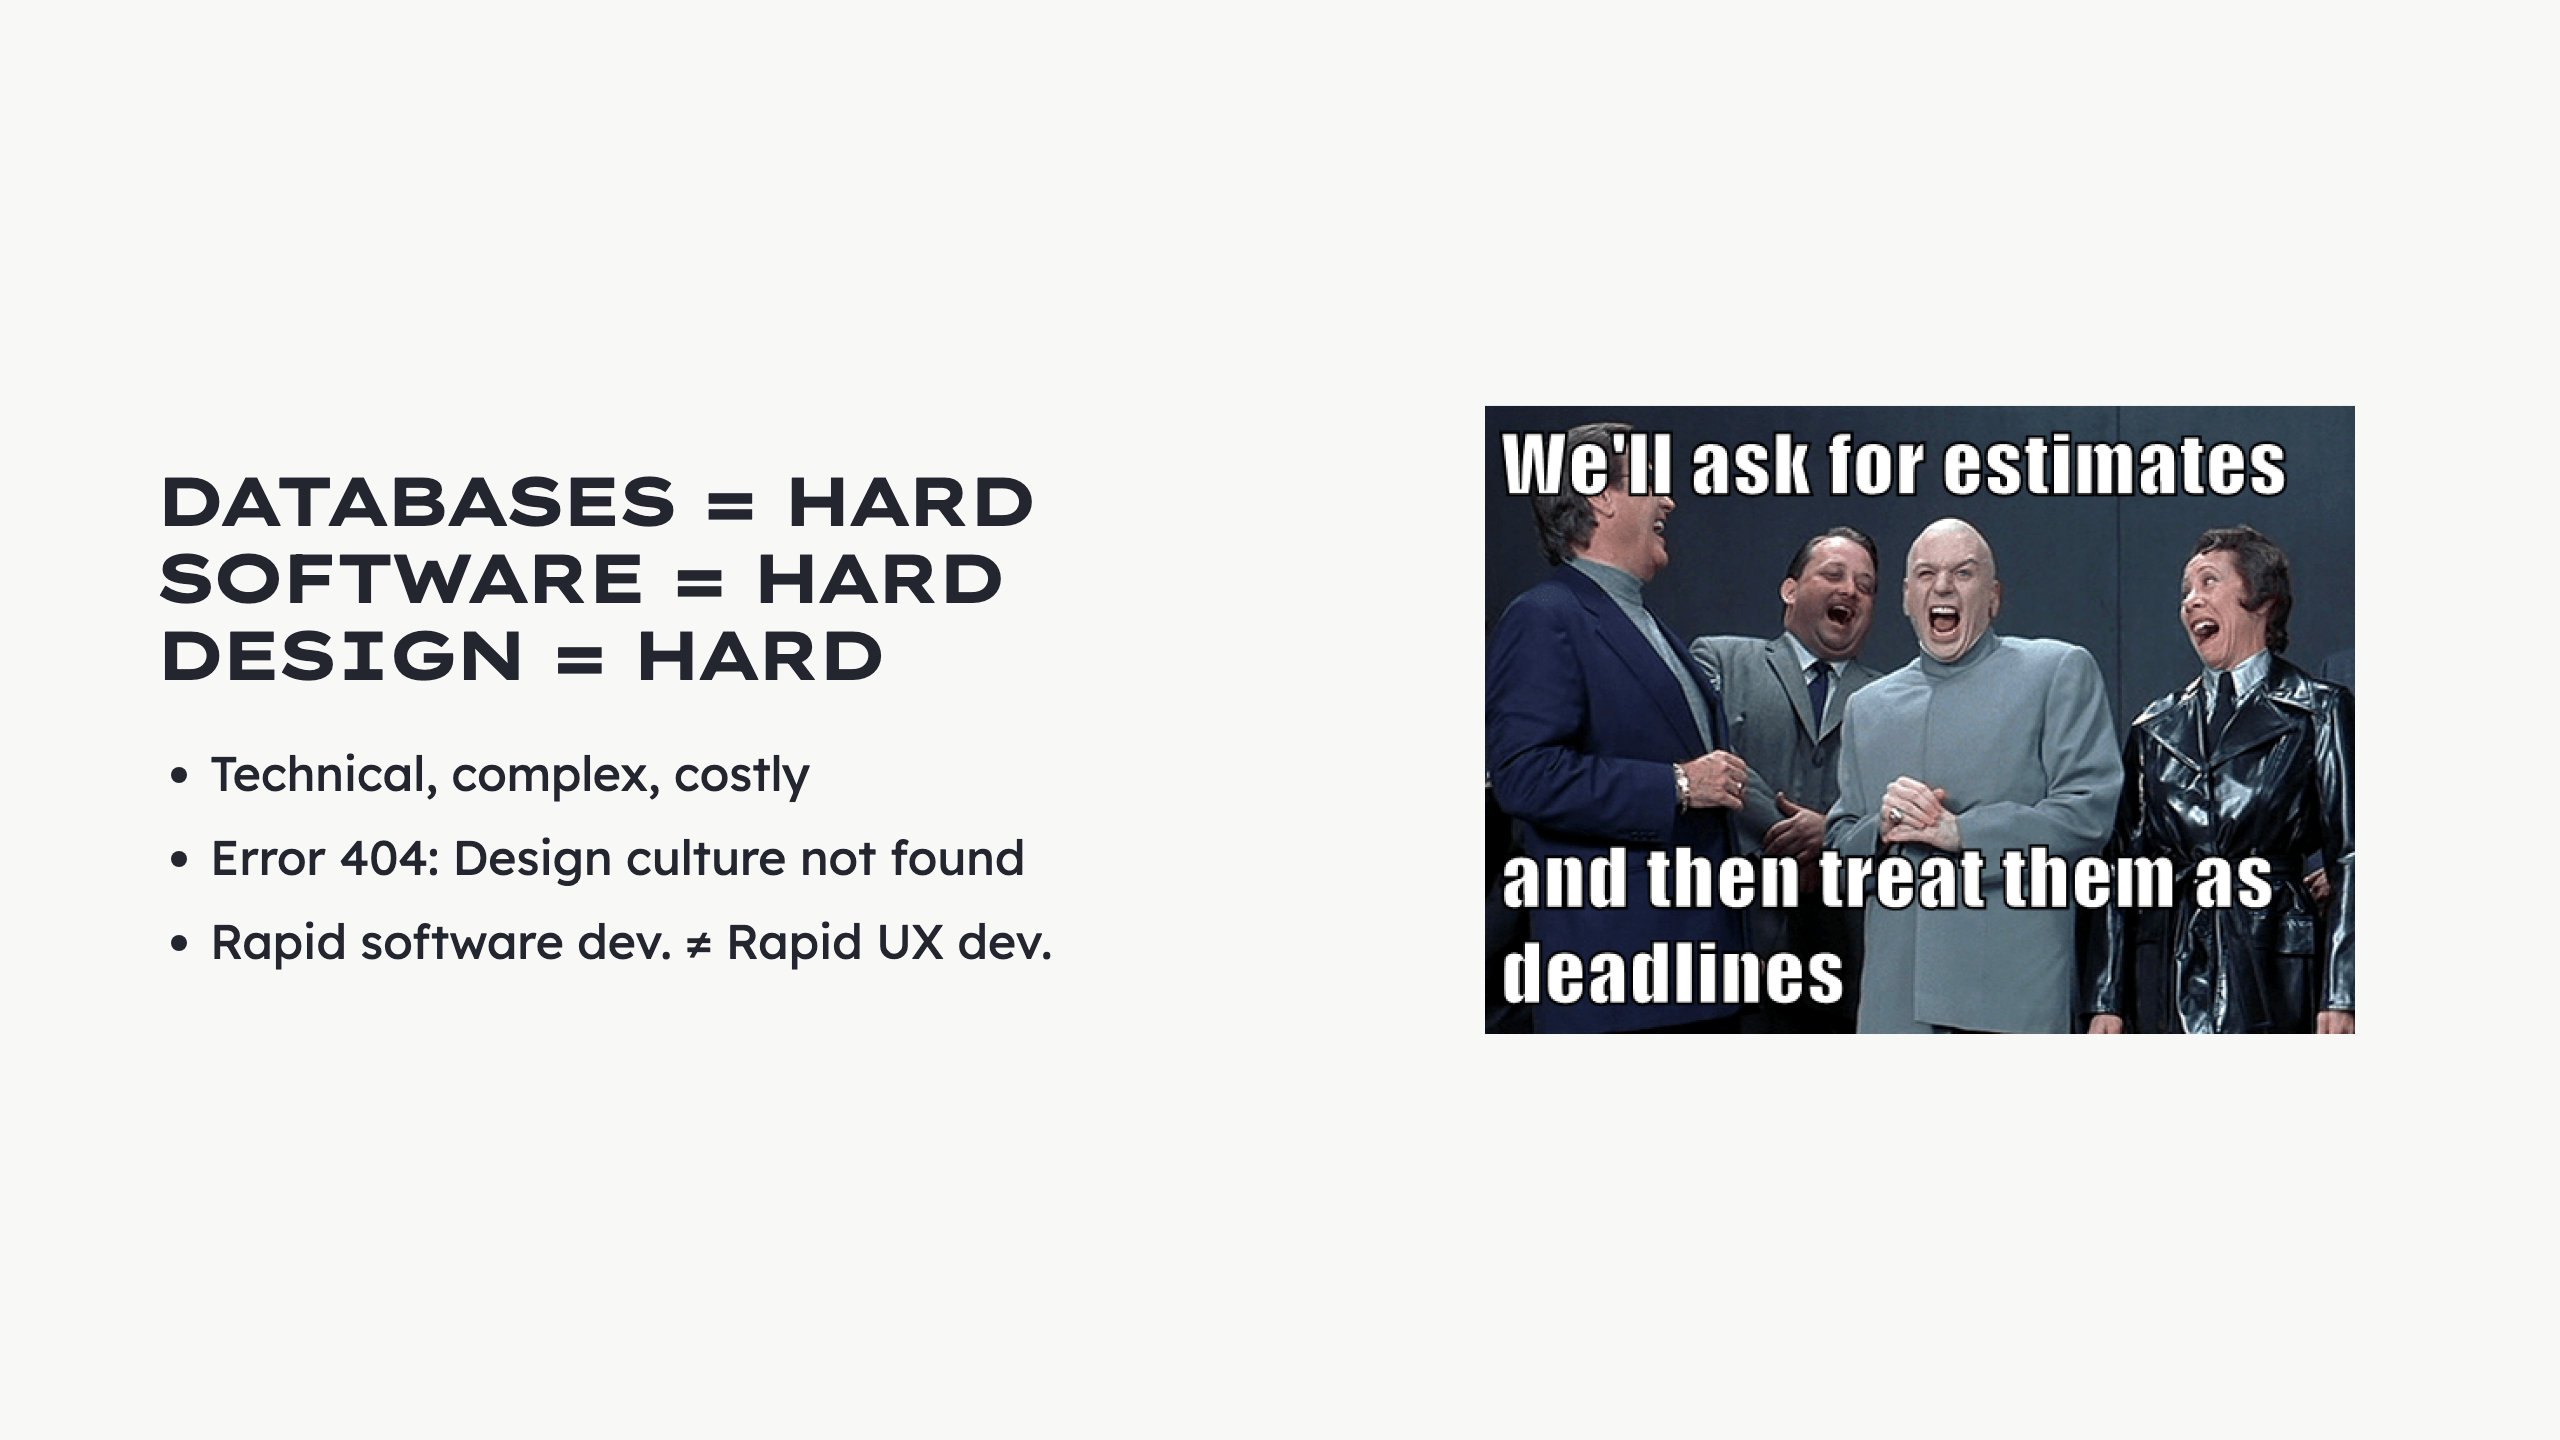 DATABASES = HARD
SOFTWARE = HARD
DESIGN = HARD
• Technical, complex, costly
• Error 404: Design culture not found
• Rapid software dev. ≠ Rapid UX dev.
We'll ask for estimates
and then treat them as
deadlines